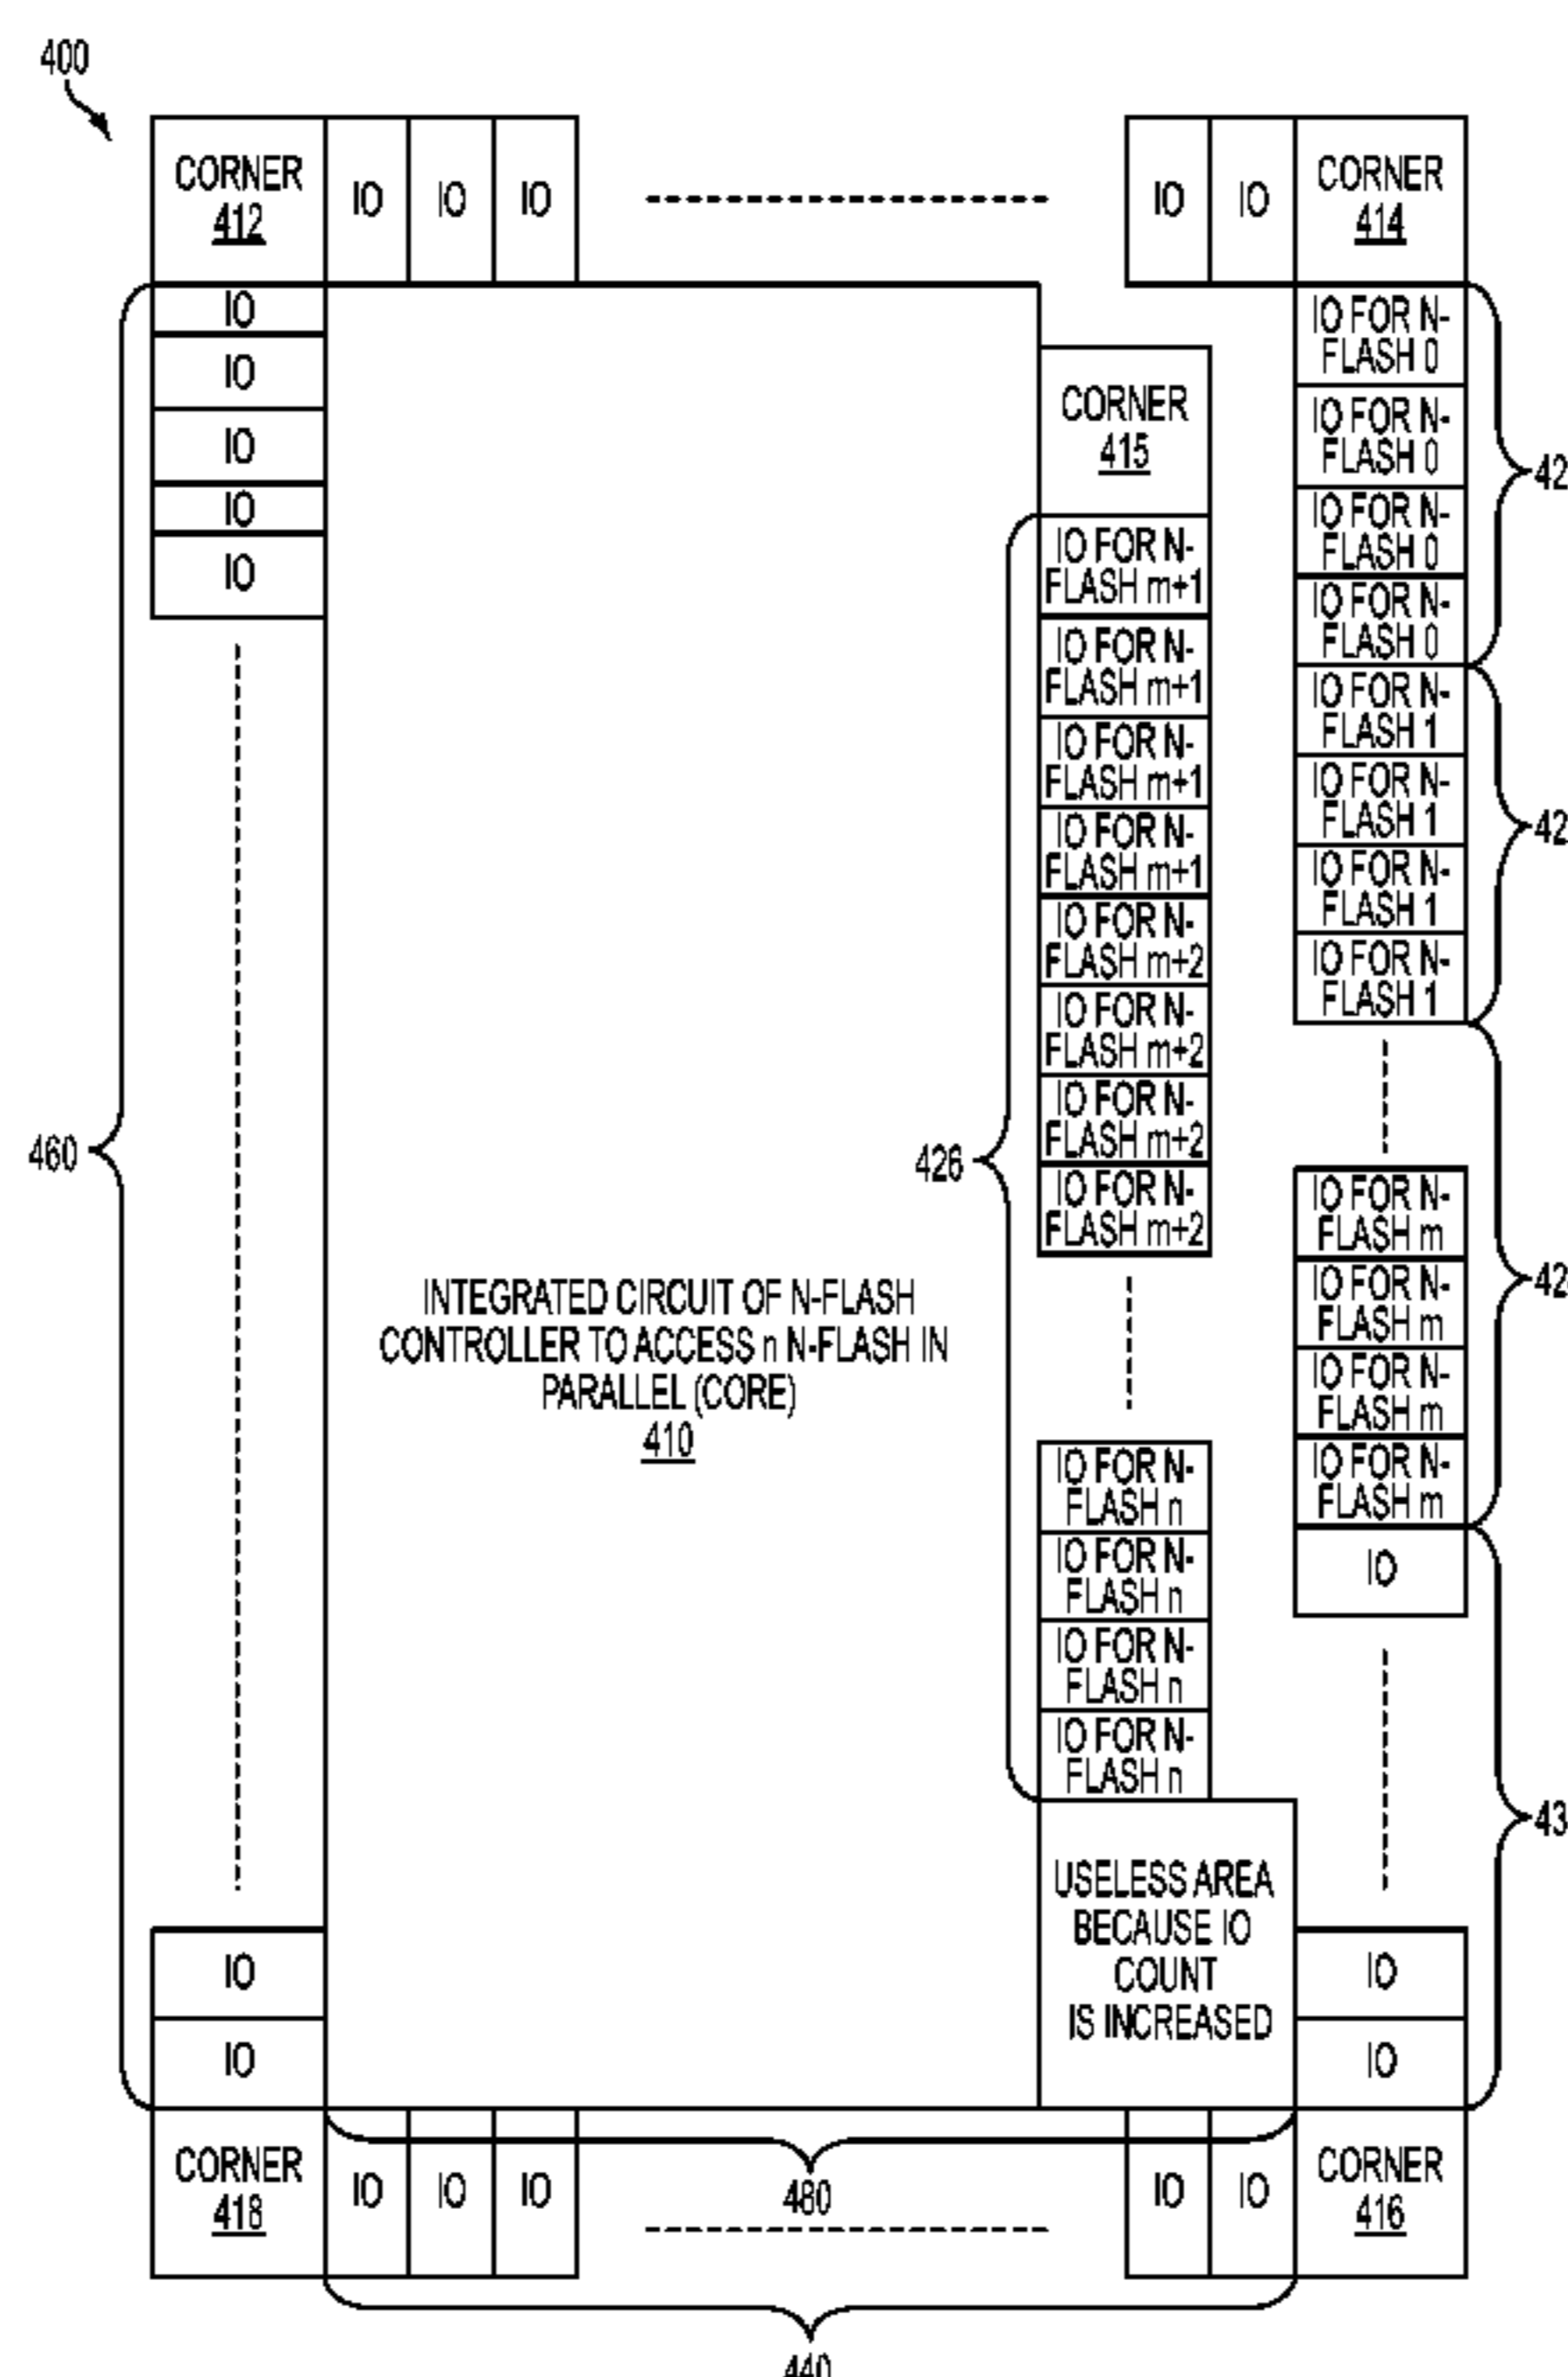 400
CORNER
412
IO
IO
IO
IO
IO
CORNER
414
IO
IO
IO
IO
IO
460
IO
IO
CORNER
418
INTEGRATED CIRCUIT OF N-FLASH
CONTROLLER TO ACCESS n N-FLASH IN
PARALLEL (CORE)
410
CORNER
415
IO FOR N-
FLASH m+1
IO FOR N-
FLASH m+1
IO FOR N-
FLASH m+1
IO FOR N-
FLASH m+1
IO FOR N-
FLASH m+2
IO FOR N-
FLASH m+2
IO FOR N-
FLASH m+2
IO FOR N-
FLASH m+2
426
IO FOR N-
FLASH n
IO FOR N-
FLASH n
IO FOR N-
FLASH n
IO FOR N-
FLASH n
USELESS AREA
BECAUSE IO
COUNT
IS INCREASED
IO FOR N-
FLASH 0
IO FOR N-
FLASH 0
IO FOR N-
FLASH 0
IO FOR N-
FLASH 0
42
IO FOR N-
FLASH 1
IO FOR N-
FLASH 1
IO FOR N-
FLASH 1
IO FOR N-
FLASH 1
42
IO FOR N-
FLASH m
IO FOR N-
FLASH m
IO FOR N-
FLASH m
IO FOR N-
FLASH m
42
IO
43
IO
IO
IO
IO
IO
480
IO
IO
CORNER
416
440